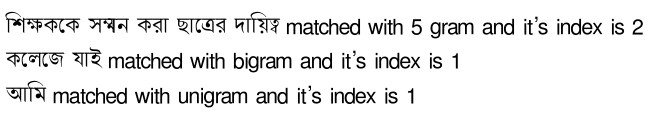 শিক্ষককে সম্মন করা ছাত্রের দায়িত্ব matched with 5 gram and it's index is 2
কলেজে যাই matched with bigram and it's index is 1
আমি matched with unigram and it's index is 1